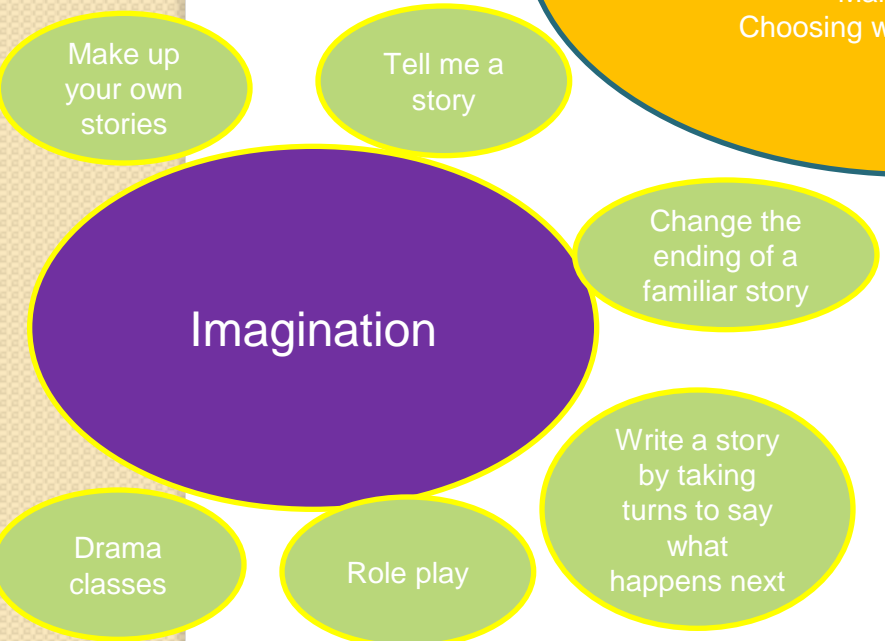 Choosing
Make up
your own
stories
Tell me a
story
Change the
ending of a
familiar story
Imagination
Write a story
by taking
turns to say
what
happens next
Drama
classes
Role play